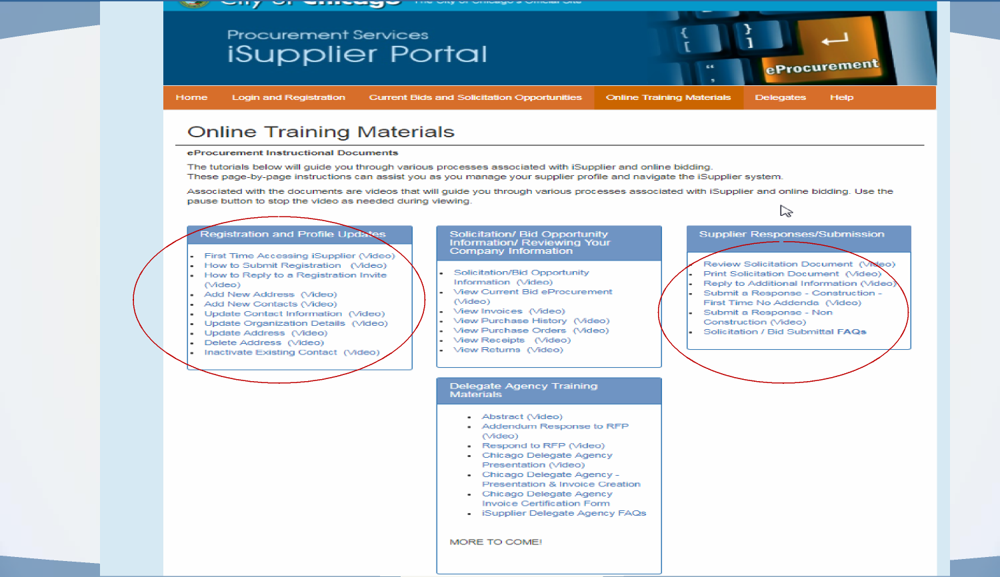 City of Chicago The City of Chicago's Official Site
Procurement Services
iSupplier Portal
{ }
[ ]
“
,
eProcurement
Home Login and Registration Current Bids and Solicitation Opportunities Online Training Materials Delegates Help
Online Training Materials
eProcurement Instructional Documents
The tutorials below will guide you through various processes associated with iSupplier and online bidding.
These page-by-page instructions can assist you as you manage your supplier profile and navigate the iSupplier system.
Associated with the documents are videos that will guide you through various processes associated with iSupplier and online bidding. Use the
pause button to stop the video as needed during viewing.
Registration and Profile Updates
First Time Accessing iSupplier (Video)
How to Submit Registration (Video)
How to Reply to a Registration Invite
(Video)
Add New Address (Video)
Add New Contacts (Video)
Update Contact Information (Video)
Update Organization Details (Video)
Update Address (Video)
Delete Address (Video)
Inactivate Existing Contact (Video)
Solicitation/ Bid Opportunity
Information/ Reviewing Your
Company Information
Solicitation/Bid Opportunity
Information (Video)
View Current Bid eProcurement
(Video)
View Invoices (Video)
View Purchase History (Video)
View Purchase Orders (Video)
View Receipts (Video)
View Returns (Video)
Supplier Responses/Submission
Review Solicitation Document (Video)
Print Solicitation Document (Video)
Reply to Additional Information (Video)
Submit a Response - Construction -
First Time No Addenda (Video)
Submit a Response - Non
Construction (Video)
Solicitation / Bid Submittal FAQs
Delegate Agency Training
Materials
Abstract (Video)
Addendum Response to RFP
(Video)
Respond to RFP (Video)
Chicago Delegate Agency
Presentation (Video)
Chicago Delegate Agency -
Presentation & Invoice Creation
Chicago Delegate Agency
Invoice Certification Form
iSupplier Delegate Agency FAQs
MORE TO COME!